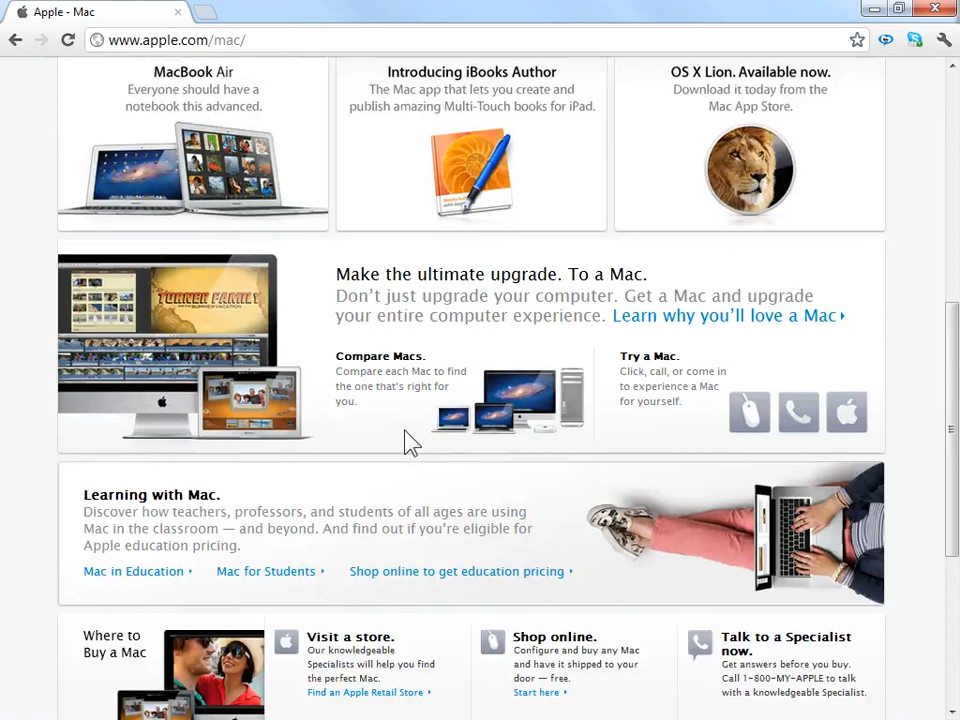 Apple - Mac
www.apple.com/mac/
MacBook Air
Everyone should have a
notebook this advanced.
Introducing iBooks Author
The Mac app that lets you create and
publish amazing Multi-Touch books for iPad.
OS X Lion. Available now.
Download it today from the
Mac App Store.
TURNER FAMILY
Make the ultimate upgrade. To a Mac.
Don't just upgrade your computer. Get a Mac and upgrade
your entire computer experience. Learn why you'll love a Mac
Compare Macs.
Compare each Mac to find
the one that's right for
you.
Try a Mac.
Click, call, or come in
to experience a Mac
for yourself.
Learning with Mac.
Discover how teachers, professors, and students of all ages are using
Mac in the classroom — and beyond. And find out if you're eligible for
Apple education pricing.
Mac in Education
Mac for Students
Shop online to get education pricing
Where to
Buy a Mac
Visit a store.
Our knowledgeable
Specialists will help you find
the perfect Mac.
Find an Apple Retail Store
Shop online.
Configure and buy any Mac
and have it shipped to your
door — free.
Start here
Talk to a Specialist
now.
Get answers before you buy.
Call 1-800-MY-APPLE to talk
with a knowledgeable Specialist.